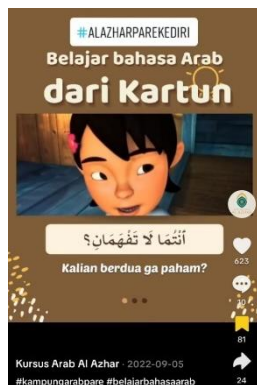 #ALAZHARPAREKEDIRI
Belajar bahasa Arab
dari Kartun
أَنْتُمَا لَا تَفْهَمَانِ؟
Kalian berdua ga paham?
623
10
81
Kursus Arab Al Azhar · 2022-09-05
#kampungarabpare #belajarbahasaarab
24